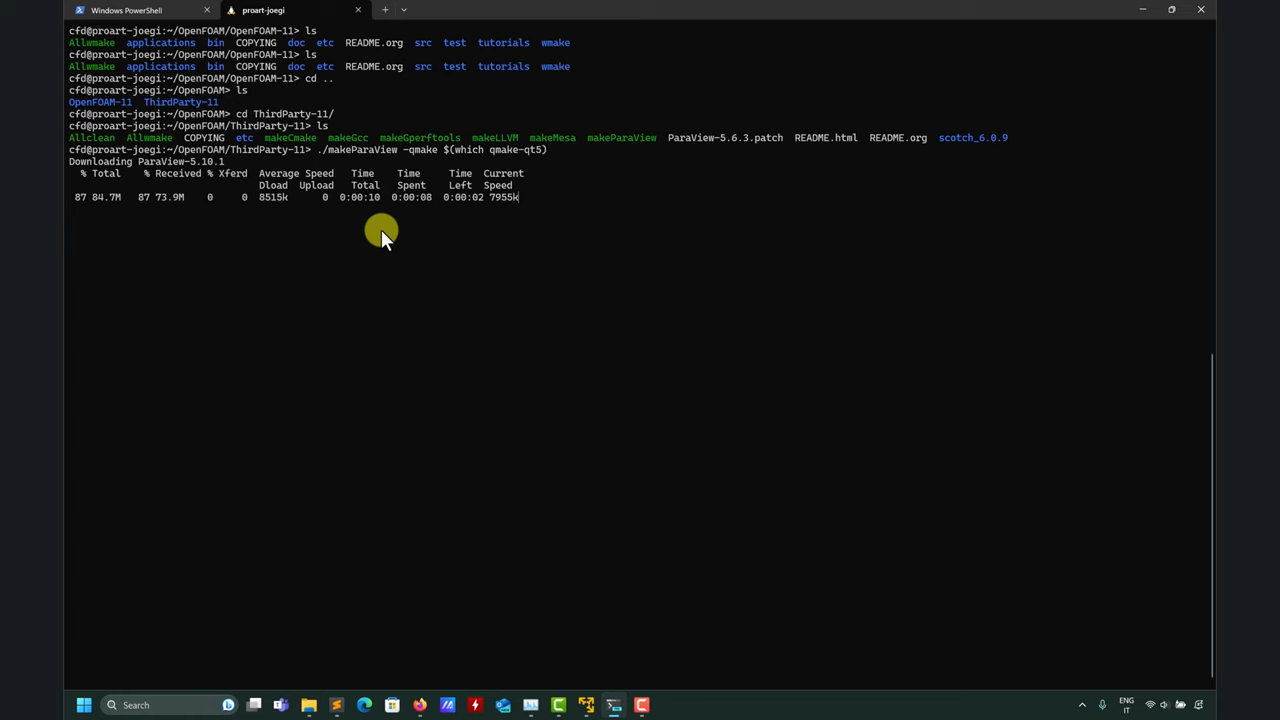 Windows PowerShell
proart-joegi
cfd@proart-joegi:~/OpenFOAM/OpenFOAM-11> ls
Allwmake applications bin COPYING doc etc README.org src test tutorials wmake
cfd@proart-joegi:~/OpenFOAM/OpenFOAM-11> ls
Allwmake applications bin COPYING doc etc README.org src test tutorials wmake
cfd@proart-joegi:~/OpenFOAM/OpenFOAM-11> cd ..
cfd@proart-joegi:~/OpenFOAM> ls
OpenFOAM-11 ThirdParty-11
cfd@proart-joegi:~/OpenFOAM> cd ThirdParty-11/
cfd@proart-joegi:~/OpenFOAM/ThirdParty-11> ls
Allclean Allwmake COPYING etc makeCmake makeGcc makeGperftools makeLLVM makeMesa makeParaView ParaView-5.6.3.patch README.html README.org scotch_6.0.9
cfd@proart-joegi:~/OpenFOAM/ThirdParty-11> ./makeParaView -qmake $(which qmake-qt5)
Downloading ParaView-5.10.1
% Total % Received % Xferd Average Speed Time Time Time Current
Dload Upload Total Spent Left Speed
87 84.7M 87 73.9M 0 0 8515k 0 0:00:10 0:00:08 0:00:02 7955k
Search
ENG
IT